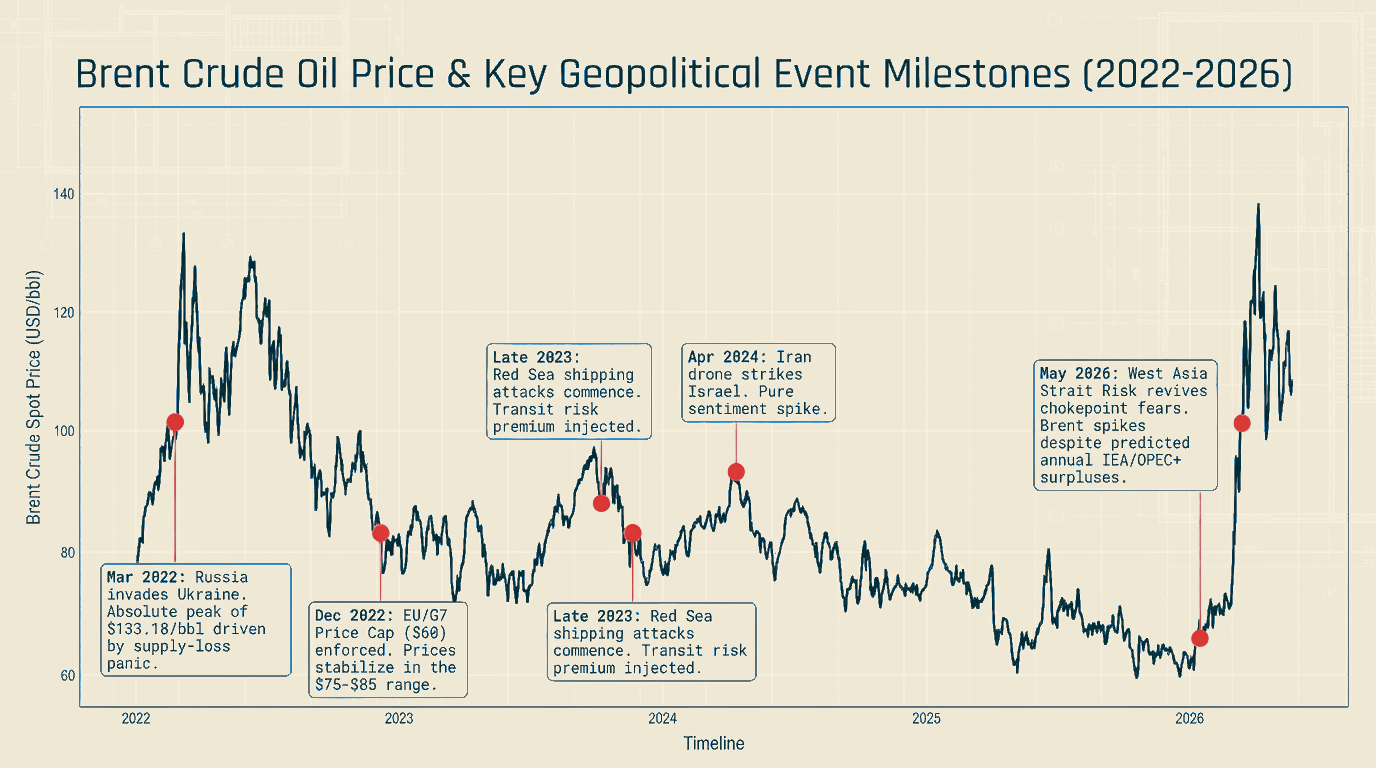 Brent Crude Oil Price & Key Geopolitical Event Milestones (2022-2026)
Brent Crude Spot Price (USD/bbl)
140
120
100
80
60
Mar 2022: Russia
invades Ukraine.
Absolute peak of
$133.18/bbl driven
by supply-loss
panic.
Dec 2022: EU/G7
Price Cap ($60)
enforced. Prices
stabilize in the
$75-$85 range.
Late 2023:
Red Sea shipping
attacks commence.
Transit risk
premium injected.
Late 2023: Red Sea
shipping attacks
commence. Transit risk
premium injected.
Apr 2024: Iran
drone strikes
Israel. Pure
sentiment spike.
May 2026: West Asia
Strait Risk revives
chokepoint fears.
Brent spikes
despite predicted
annual IEA/OPEC+
surpluses.
2022
2023
2024
2025
2026
Timeline